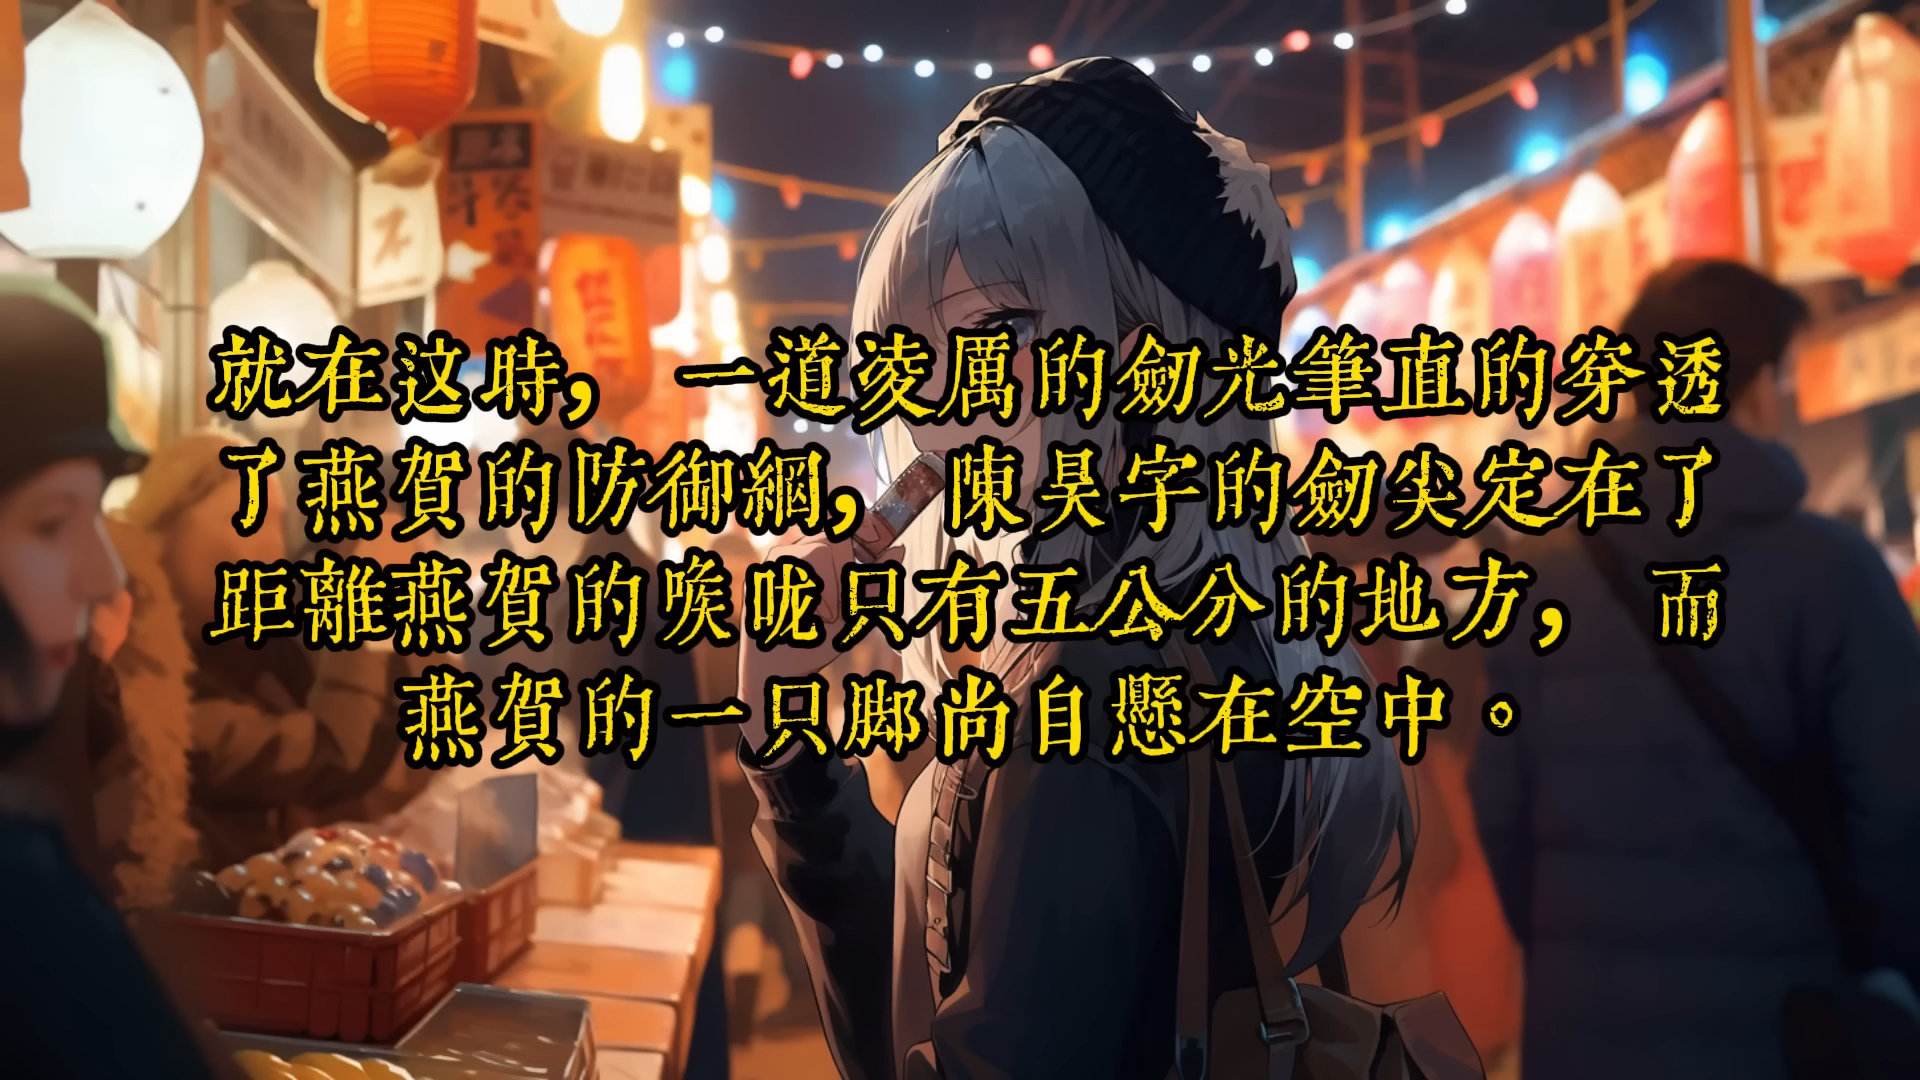 就在这時，一道凌厲的劍光筆直的穿透
了燕賀的防御網，陳昊字的劍尖定在了
距離燕賀的喉咙只有五公分的地方，而
燕賀的一只脚尚自懸在空中。